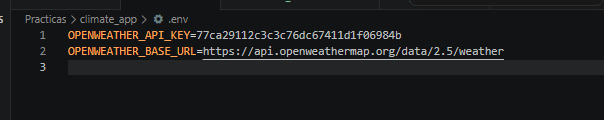 Practicas > climate_app > .env
1 OPENWEATHER_API_KEY=77ca29112c3c3c76dc67411d1f06984b
2 OPENWEATHER_BASE_URL=https://api.openweathermap.org/data/2.5/weather
3